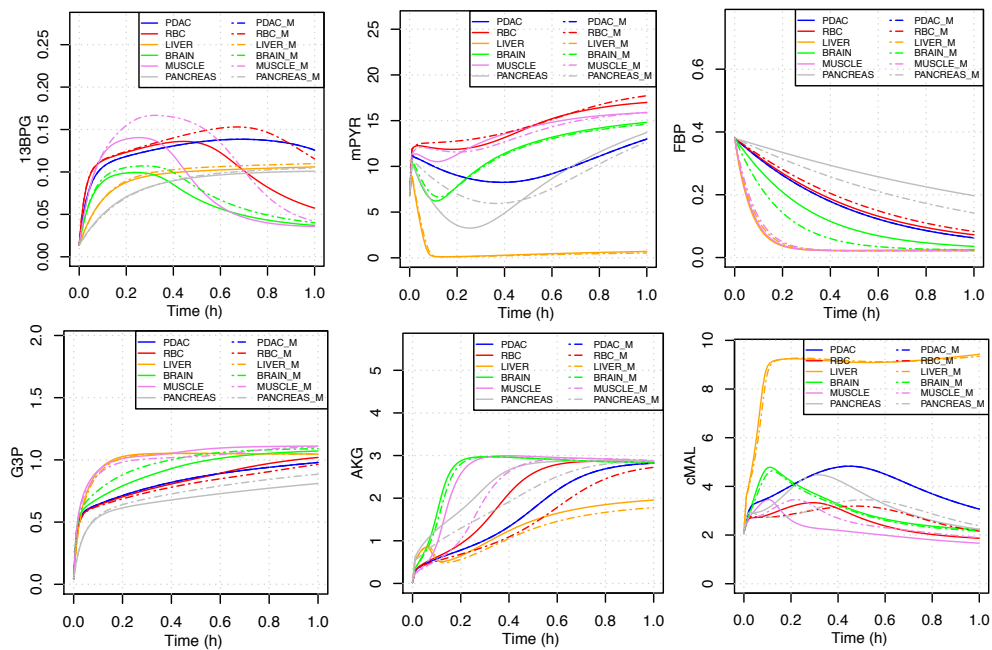 PDAC PDAC_M
RBC RBC_M
LIVER LIVER_M
BRAIN BRAIN_M
MUSCLE MUSCLE_M
PANCREAS PANCREAS_M
13BPG
0.00 0.05 0.10 0.15 0.20 0.25
0.0 0.2 0.4 0.6 0.8 1.0
Time (h)
PDAC PDAC_M
RBC RBC_M
LIVER LIVER_M
BRAIN BRAIN_M
MUSCLE MUSCLE_M
PANCREAS PANCREAS_M
mPYR
0 5 10 15 20 25
0.0 0.2 0.4 0.6 0.8 1.0
Time (h)
PDAC PDAC_M
RBC RBC_M
LIVER LIVER_M
BRAIN BRAIN_M
MUSCLE MUSCLE_M
PANCREAS PANCREAS_M
FBP
0.0 0.2 0.4 0.6
0.0 0.2 0.4 0.6 0.8 1.0
Time (h)
PDAC PDAC_M
RBC RBC_M
LIVER LIVER_M
BRAIN BRAIN_M
MUSCLE MUSCLE_M
PANCREAS PANCREAS_M
G3P
0.0 0.5 1.0 1.5 2.0
0.0 0.2 0.4 0.6 0.8 1.0
Time (h)
PDAC PDAC_M
RBC RBC_M
LIVER LIVER_M
BRAIN BRAIN_M
MUSCLE MUSCLE_M
PANCREAS PANCREAS_M
AKG
0 1 2 3 4 5
0.0 0.2 0.4 0.6 0.8 1.0
Time (h)
PDAC PDAC_M
RBC RBC_M
LIVER LIVER_M
BRAIN BRAIN_M
MUSCLE MUSCLE_M
PANCREAS PANCREAS_M
cMAL
0 2 4 6 8 10
0.0 0.2 0.4 0.6 0.8 1.0
Time (h)